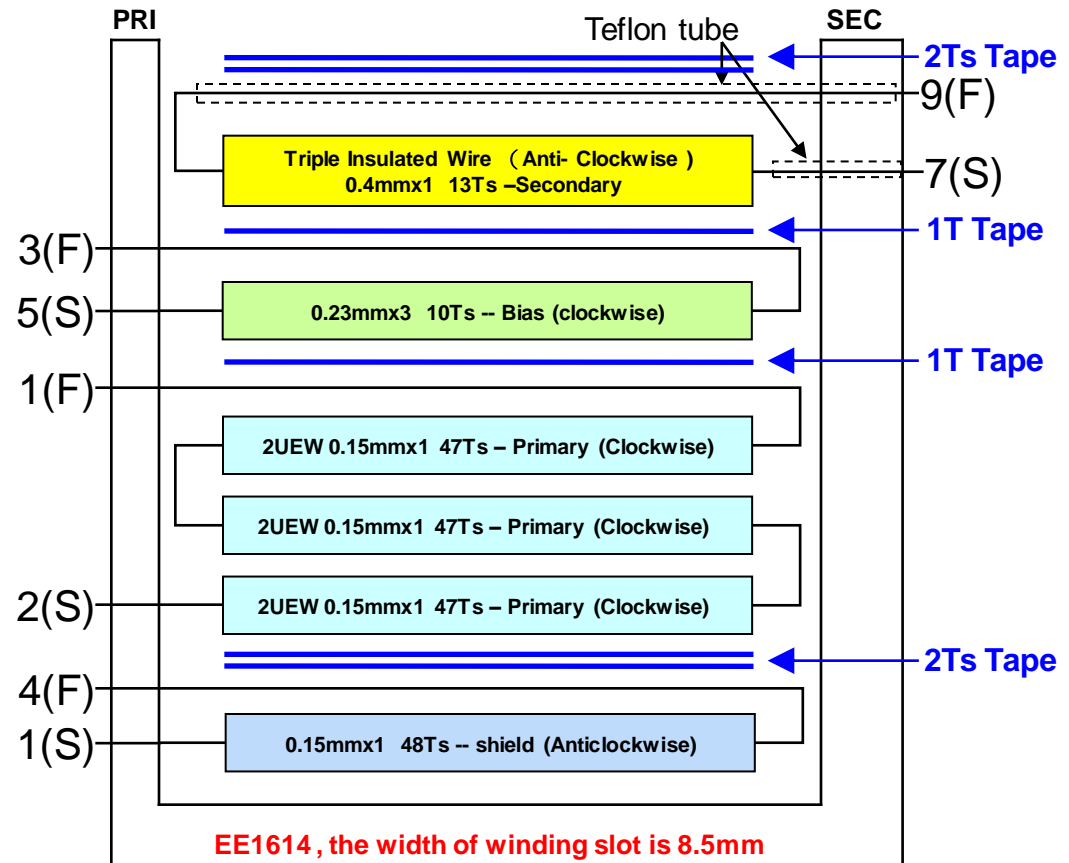 PRI
SEC
Teflon tube
2Ts Tape
9(F)
Triple Insulated Wire （Anti- Clockwise )
0.4mmx1 13Ts –Secondary
7(S)
1T Tape
3(F)
5(S)
0.23mmx3 10Ts -- Bias (clockwise)
1T Tape
1(F)
2UEW 0.15mmx1 47Ts – Primary (Clockwise)
2UEW 0.15mmx1 47Ts – Primary (Clockwise)
2(S)
2UEW 0.15mmx1 47Ts – Primary (Clockwise)
2Ts Tape
4(F)
1(S)
0.15mmx1 48Ts -- shield (Anticlockwise)
EE1614 , the width of winding slot is 8.5mm